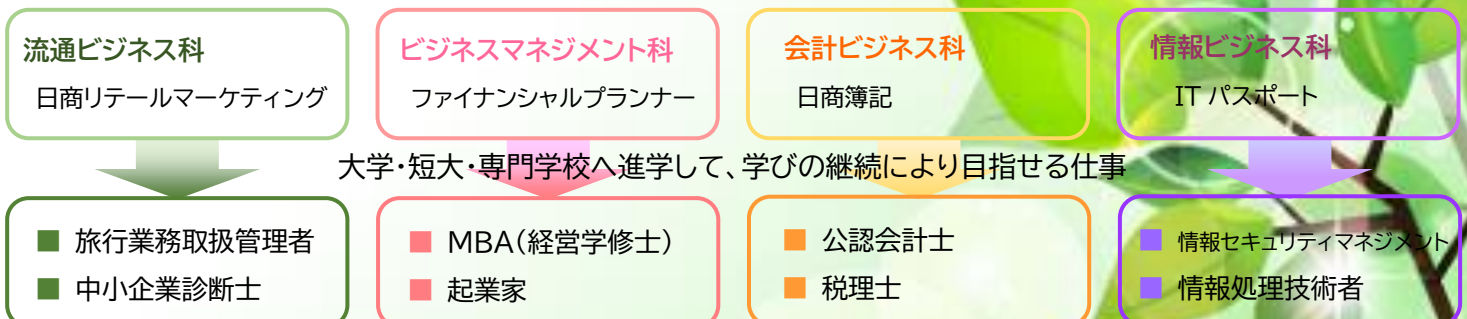 流通ビジネス科
日商リテールマーケティング
ビジネスマネジメント科
ファイナンシャルプランナー
会計ビジネス科
日商簿記
情報ビジネス科
IT パスポート
大学・短大・専門学校へ進学して、学びの継続により目指せる仕事
■ 旅行業務取扱管理者
■ 中小企業診断士
■ MBA(経営学修士)
■ 起業家
■ 公認会計士
■ 税理士
■ 情報セキュリティマネジメント
■ 情報処理技術者